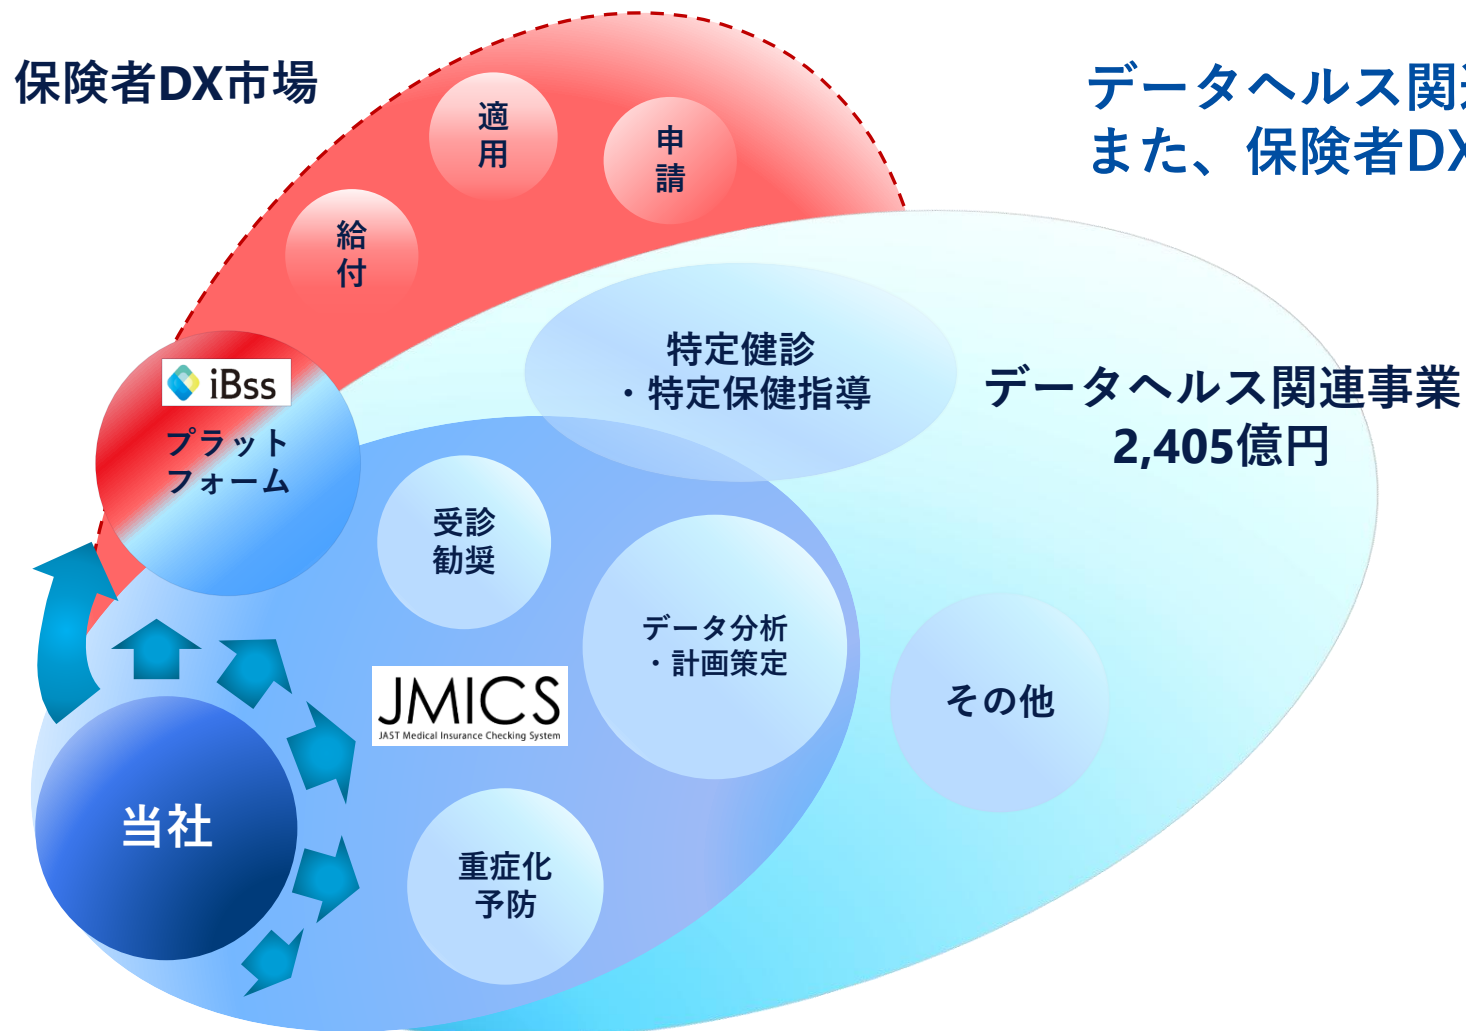 保険者DX市場
データヘルス関
また、保険者DX
適
用
申
請
給
付
iBss
プラット
フォーム
特定健診
・特定保健指導
データヘルス関連事業
2,405億円
受診
勧奨
データ分析
・計画策定
JMICS
JAST Medical Insurance Checking System
その他
当社
重症化
予防